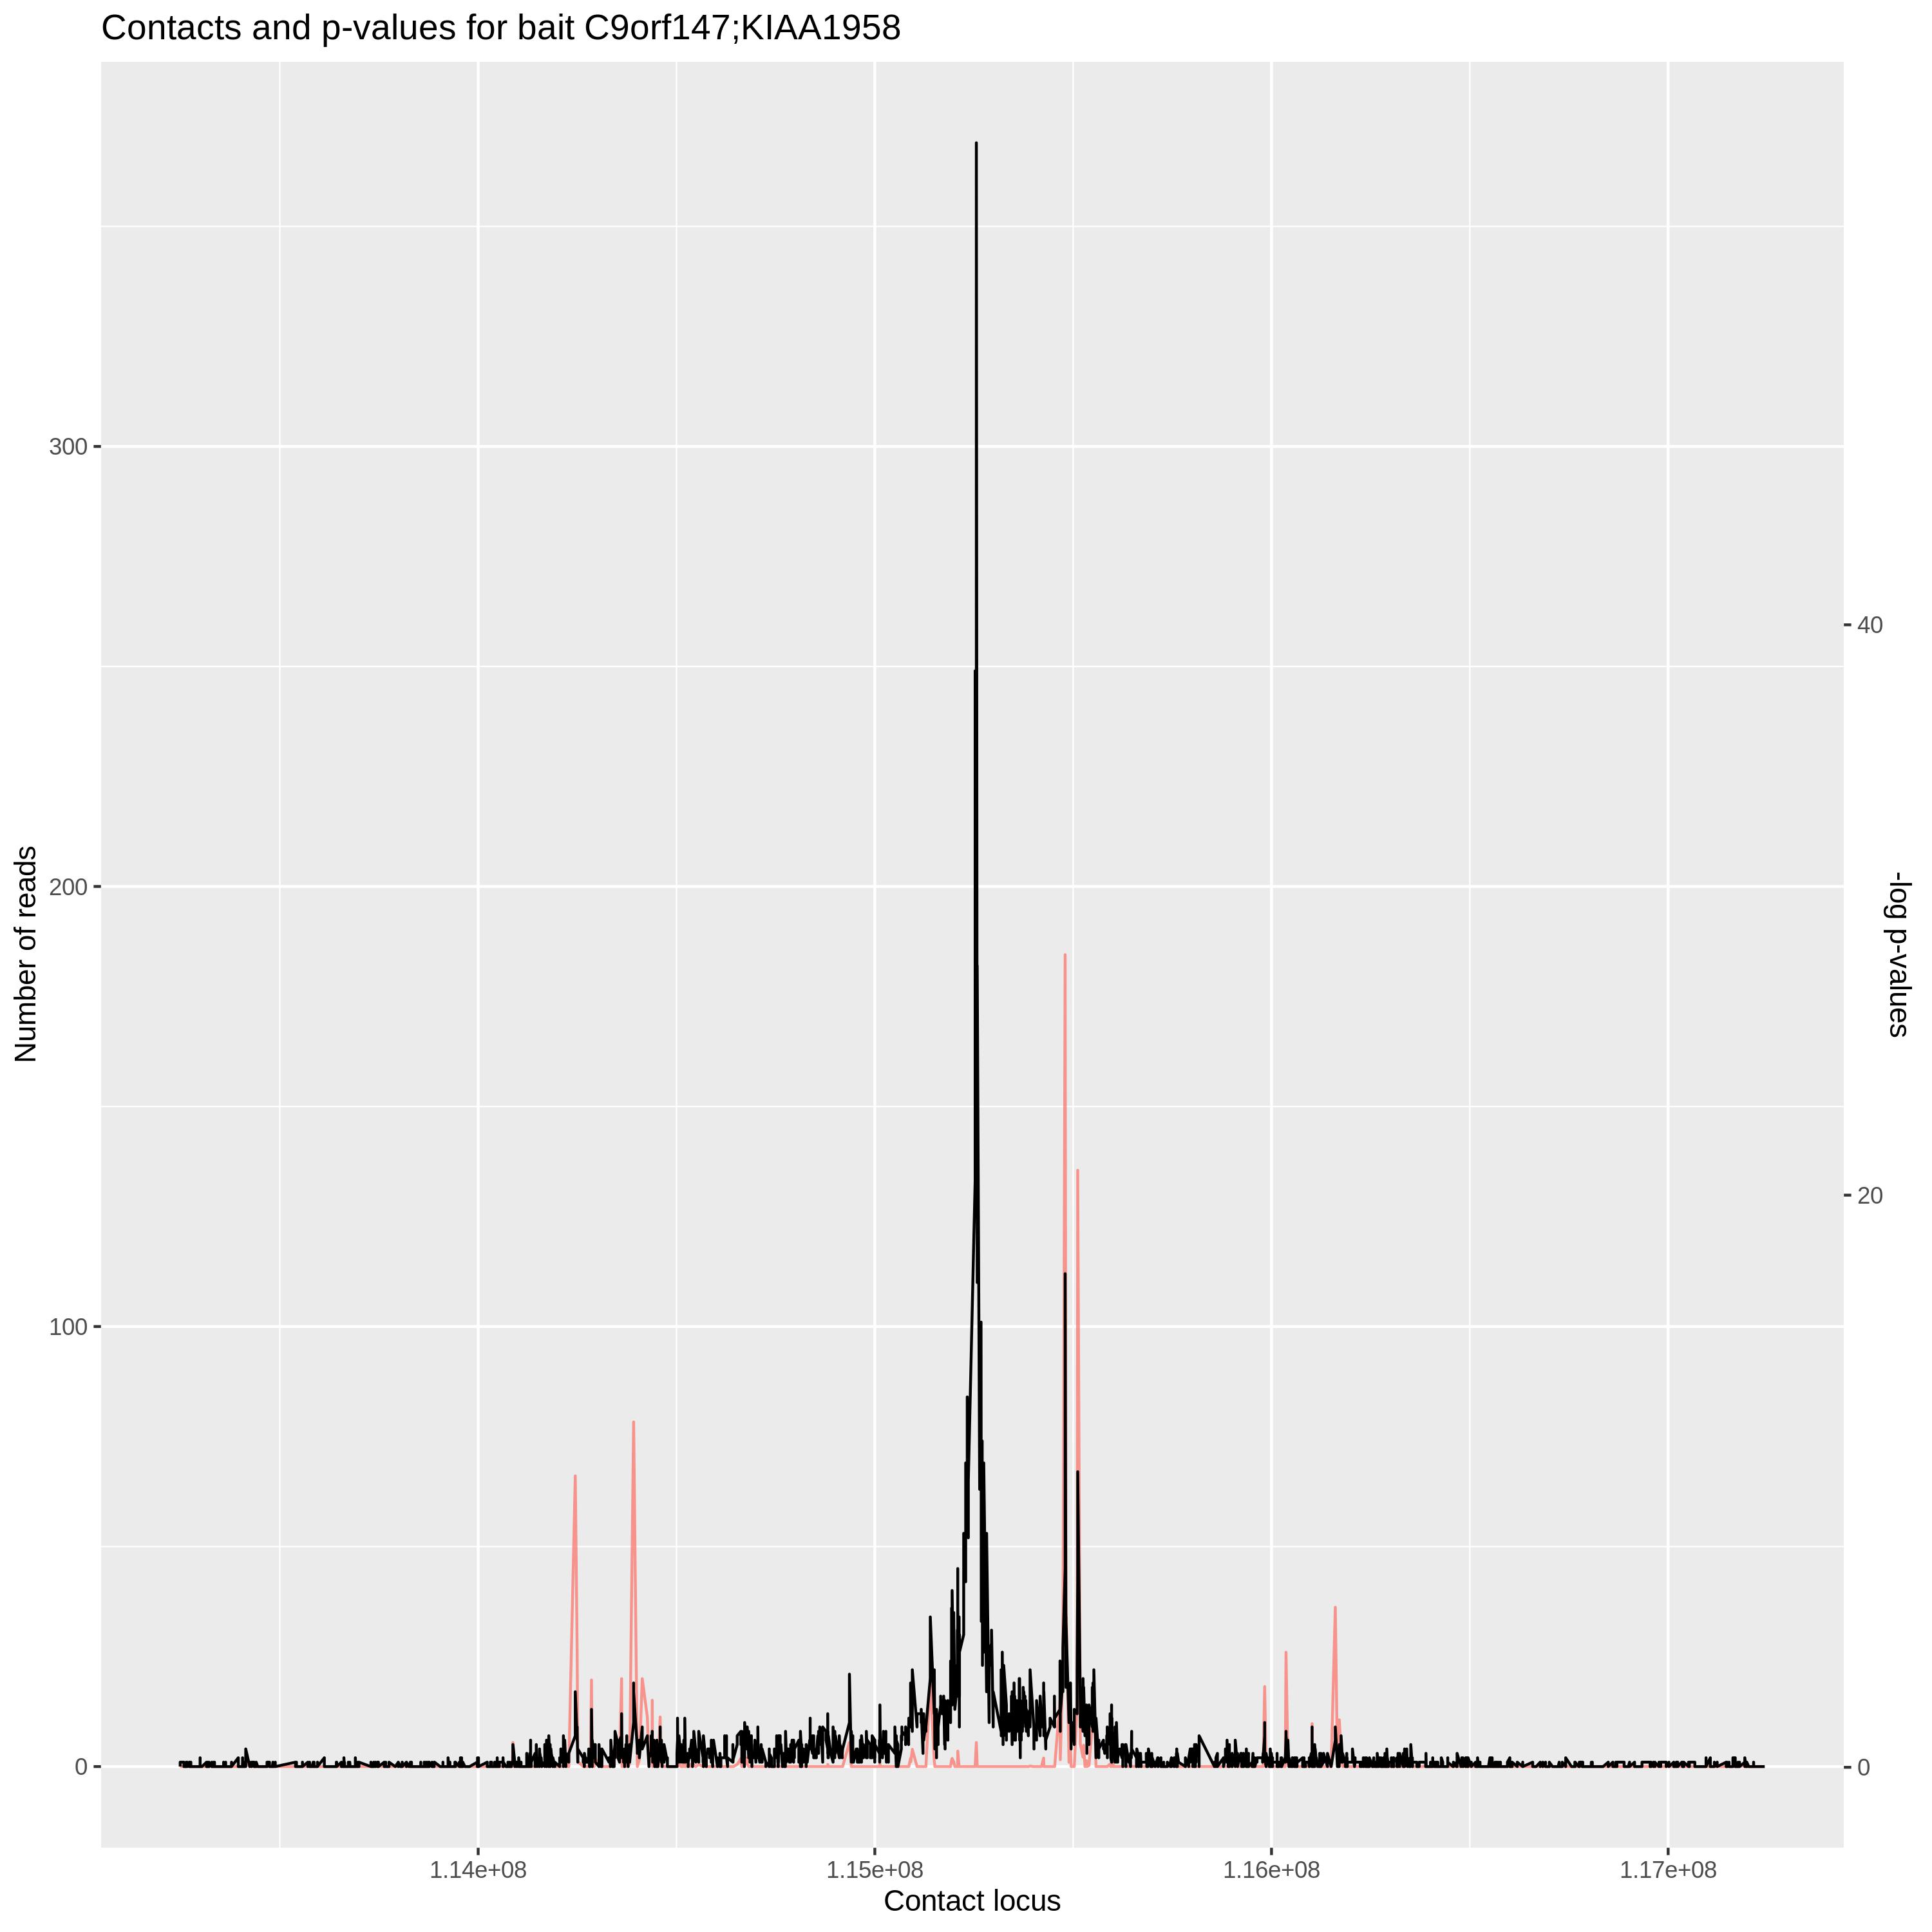 Contacts and p-values for bait C9orf147;KIAA1958
300
200
100
0
Number of reads
40
20
0
-log p-values
1.14e+08
1.15e+08
1.16e+08
1.17e+08
Contact locus